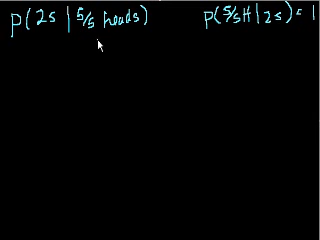 P(2s | 5/5 heads) P(5/5H | 2s) = 1